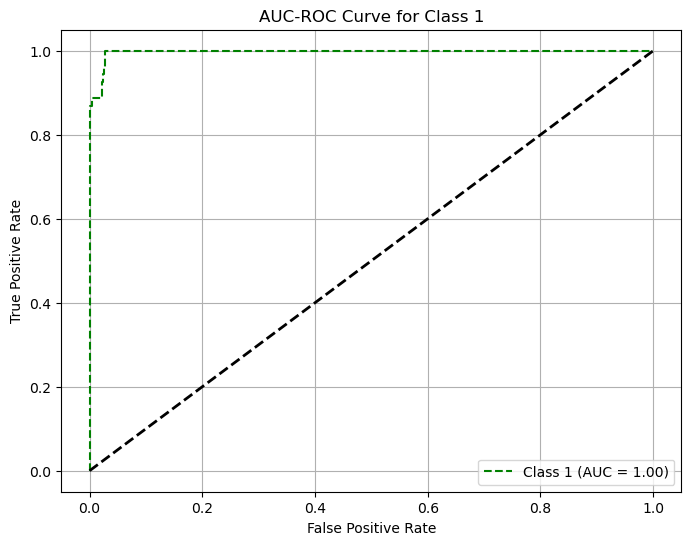 AUC-ROC Curve for Class 1
1.0
0.8
0.6
0.4
0.2
0.0
True Positive Rate
0.0 0.2 0.4 0.6 0.8 1.0
False Positive Rate
Class 1 (AUC = 1.00)